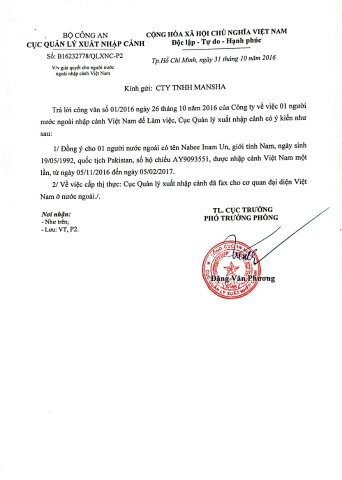 BỘ CÔNG AN
CỤC QUẢN LÝ XUẤT NHẬP CẢNH
Số: B16232778/QLXNC-P2
V/v giải quyết cho người nước
ngoài nhập cảnh Việt Nam
CỘNG HÒA XÃ HỘI CHỦ NGHĨA VIỆT NAM
Độc lập - Tự do - Hạnh phúc
Tp.Hồ Chí Minh, ngày 31 tháng 10 năm 2016
Kính gửi: CTY TNHH MANSHA
Trả lời công văn số 01/2016 ngày 26 tháng 10 năm 2016 của Công ty về việc 01 người
nước ngoài nhập cảnh Việt Nam để Làm việc, Cục Quản lý xuất nhập cảnh có ý kiến như
sau:
1/ Đồng ý cho 01 người nước ngoài có tên Nabee Inam Un, giới tính Nam, ngày sinh
19/05/1992, quốc tịch Pakistan, số hộ chiếu AY9093551, được nhập cảnh Việt Nam một
lần, từ ngày 05/11/2016 đến ngày 05/02/2017.
2/ Về việc cấp thị thực: Cục Quản lý xuất nhập cảnh đã fax cho cơ quan đại diện Việt
Nam ở nước ngoài./.
Nơi nhận:
- Như trên;
- Lưu: VT, P2.
TL. CỤC TRƯỞNG
PHÓ TRƯỞNG PHÒNG
Đặng Văn Phương